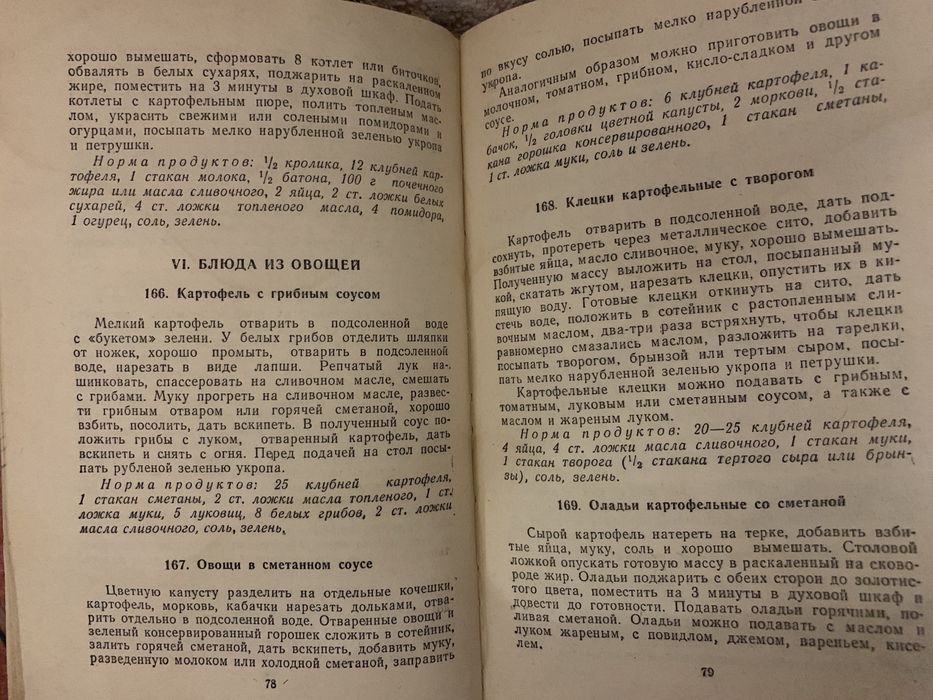 хорошо вымешать, сформовать 8 котлет или биточков,
обвалять в белых сухарях, поджарить на раскаленном
жире, поместить на 3 минуты в духовой шкаф. Подать
котлеты с картофельным пюре, полить топленым мас-
лом, украсить свежими или солеными помидорами и
огурцами, посыпать мелко нарубленной зеленью укропа
и петрушки.
Норма продуктов: 1/2 кролика, 12 клубней кар-
тофеля, 1 стакан молока, 1/2 батона, 100 г почечного
жира или масла сливочного, 2 яйца, 2 ст. ложки белых
сухарей, 4 ст. ложки топленого масла, 4 помидора,
1 огурец, соль, зелень.
VI. БЛЮДА ИЗ ОВОЩЕЙ
166. Картофель с грибным соусом
Мелкий картофель отварить в подсоленной воде
с «букетом» зелени. У белых грибов отделить шляпки
от ножек, хорошо промыть, отварить в подсоленной
воде, нарезать в виде лапши. Репчатый лук на-
шинковать, спассеровать на сливочном масле, смешать
с грибами. Муку прогреть на сливочном масле, развес-
ти грибным отваром или горячей сметаной, хорошо
взбить, посолить, дать вскипеть. В полученный соус по-
ложить грибы с луком, отваренный картофель, дать
вскипеть и снять с огня. Перед подачей на стол посы-
пать рубленой зеленью укропа.
Норма продуктов: 25 клубней картофеля,
1 стакан сметаны, 2 ст. ложки масла топленого, 1 ст.
ложка муки, 5 луковиц, 8 белых грибов, 2 ст. ложки
масла сливочного, соль, зелень.
167. Овощи в сметанном соусе
Цветную капусту разделить на отдельные кочешки,
картофель, морковь, кабачки нарезать дольками, отва-
рить отдельно в подсоленной воде. Отваренные овощи и
зеленый консервированный горошек сложить в сотейник,
залить горячей сметаной, дать вскипеть, добавить муку,
разведенную молоком или холодной сметаной, заправить
78
по вкусу солью, посыпать мелко нарубленной
укропа.
Аналогичным образом можно приготовить овощи в
молочном, томатном, грибном, кисло-сладком и другом
соусе.
Норма продуктов: 6 клубней картофеля, 1 ка-
бачок, 1/2 головки цветной капусты, 2 моркови, 1/2 ста-
кана горошка консервированного, 1 стакан сметаны,
1 ст. ложка муки, соль и зелень.
168. Клецки картофельные с творогом
Картофель отварить в подсоленной воде, дать под-
сохнуть, протереть через металлическое сито, добавить
взбитые яйца, масло сливочное, муку, хорошо вымешать.
Полученную массу выложить на стол, посыпанный му-
кой, скатать жгутом, нарезать клецки, опустить их в ки-
пящую воду. Готовые клецки откинуть на сито, дать
стечь воде, положить в сотейник с растопленным сли-
вочным маслом, два-три раза встряхнуть, чтобы клецки
равномерно смазались маслом, разложить на тарелки,
посыпать творогом, брынзой или тертым сыром, посы-
пать мелко нарубленной зеленью укропа и петрушки.
Картофельные клецки можно подавать с грибным,
томатным, луковым или сметанным соусом, а также с
маслом и жареным луком.
Норма продуктов: 20—25 клубней картофеля,
4 яйца, 4 ст. ложки масла сливочного, 1 стакан муки,
1 стакан творога (1/2 стакана тертого сыра или брын-
зы), соль, зелень.
169. Оладьи картофельные со сметаной
Сырой картофель натереть на терке, добавить взби-
тые яйца, муку, соль и хорошо вымешать. Столовой
ложкой опускать готовую массу в раскаленный на сково-
роде жир. Оладьи поджарить с обеих сторон до золотис-
того цвета, поместить на 3 минуты в духовой шкаф и
довести до готовности. Подавать оладьи горячими, по-
ливая сметаной. Оладьи можно подавать с маслом и
луком жареным, с повидлом, джемом, вареньем, кисе-
лем.
79